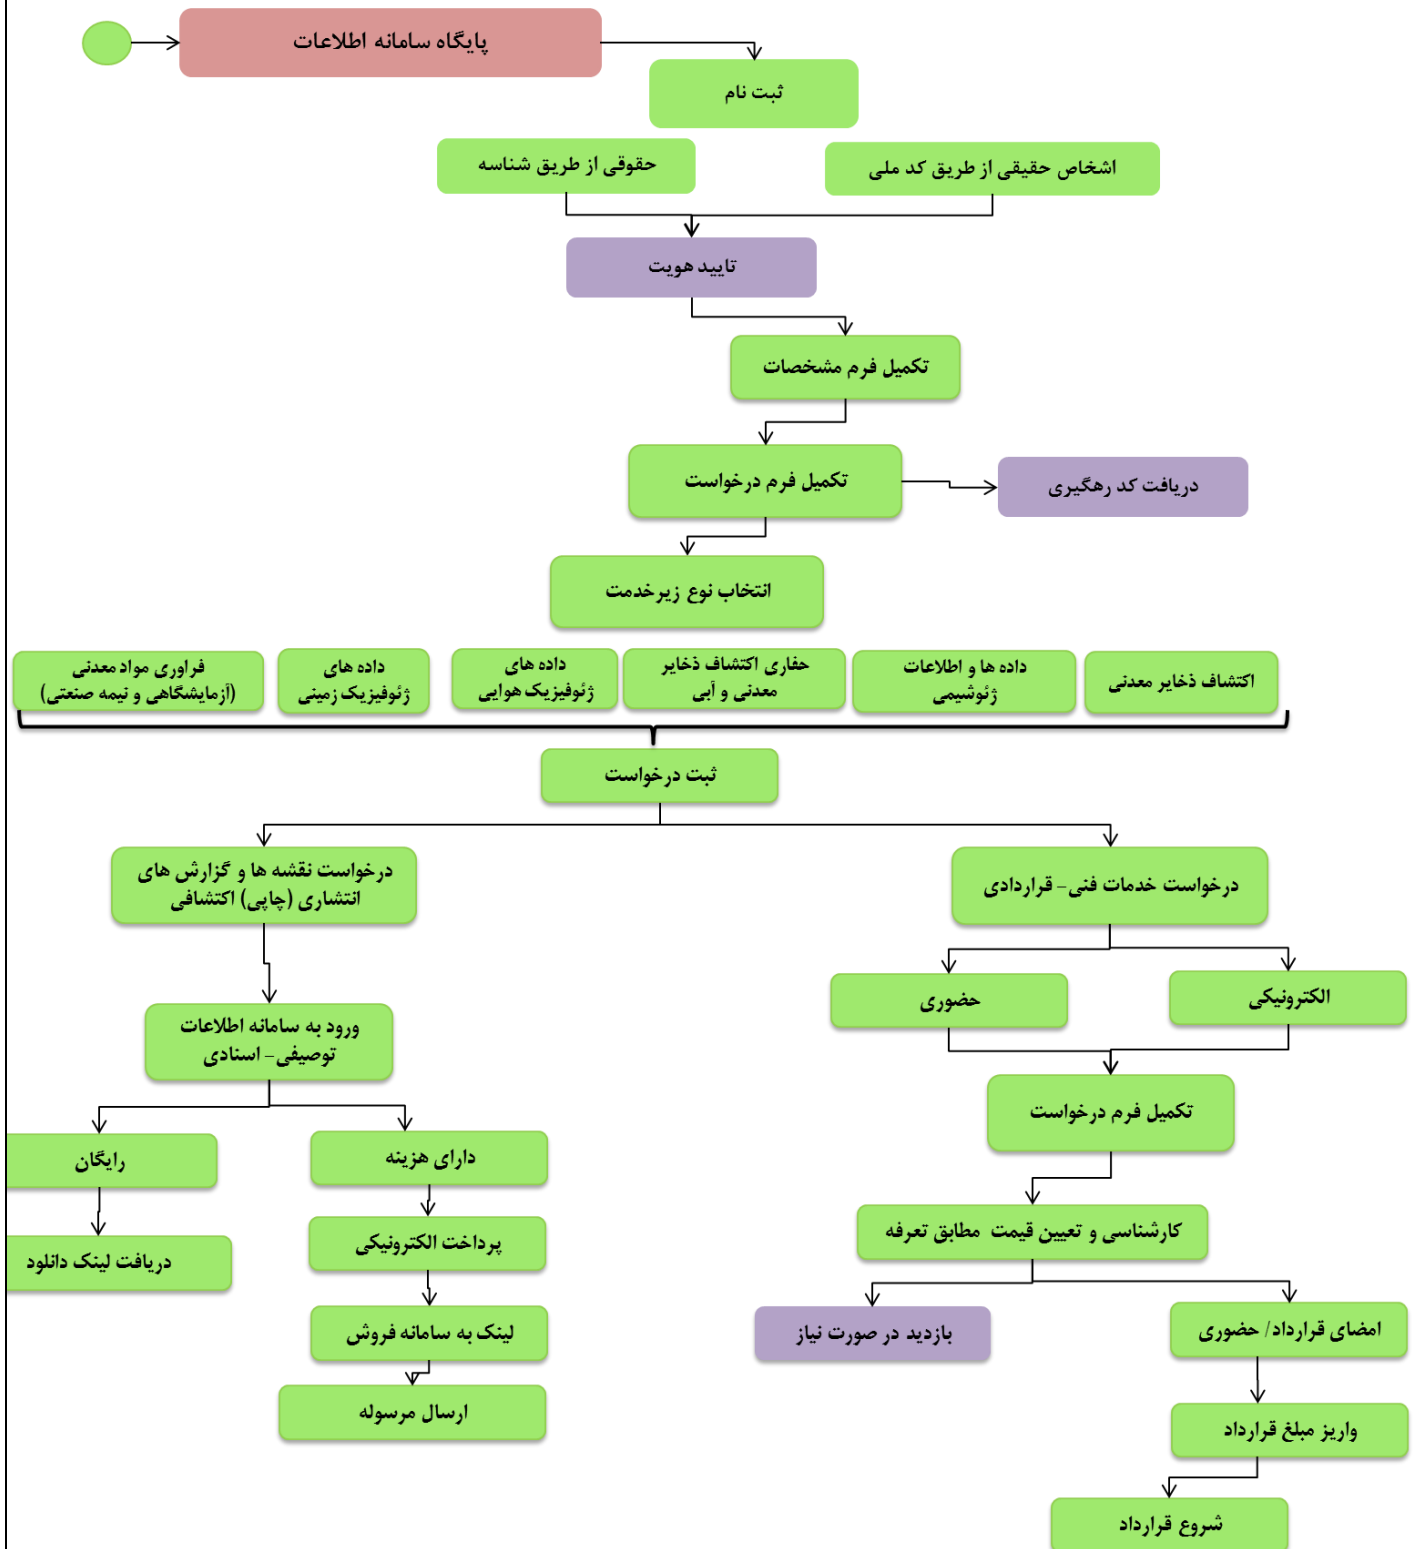 پایگاه سامانه اطلاعات
ثبت نام
اشخاص حقیقی از طریق کد ملی
حقوقی از طریق شناسه
تایید هویت
تکمیل فرم مشخصات
تکمیل فرم درخواست
دریافت کد رهگیری
انتخاب نوع زیرخدمت
اکتشاف ذخایر معدنی
داده ها و اطلاعات
ژئوشیمی
حفاری اکتشاف ذخایر
معدنی و آبی
داده های
ژئوفیزیک هوایی
داده های
ژئوفیزیک زمینی
فراوری مواد معدنی
(آزمایشگاهی و نیمه صنعتی)
ثبت درخواست
درخواست خدمات فنی- قراردادی
الکترونیکی
حضوری
تکمیل فرم درخواست
کارشناسی و تعیین قیمت مطابق تعرفه
امضای قرارداد/ حضوری
بازدید در صورت نیاز
واریز مبلغ قرارداد
شروع قرارداد
درخواست نقشه ها و گزارش های
انتشاری (چاپی) اکتشافی
ورود به سامانه اطلاعات
توصیفی- اسنادی
دارای هزینه
رایگان
پرداخت الکترونیکی
دریافت لینک دانلود
لینک به سامانه فروش
ارسال مرسوله